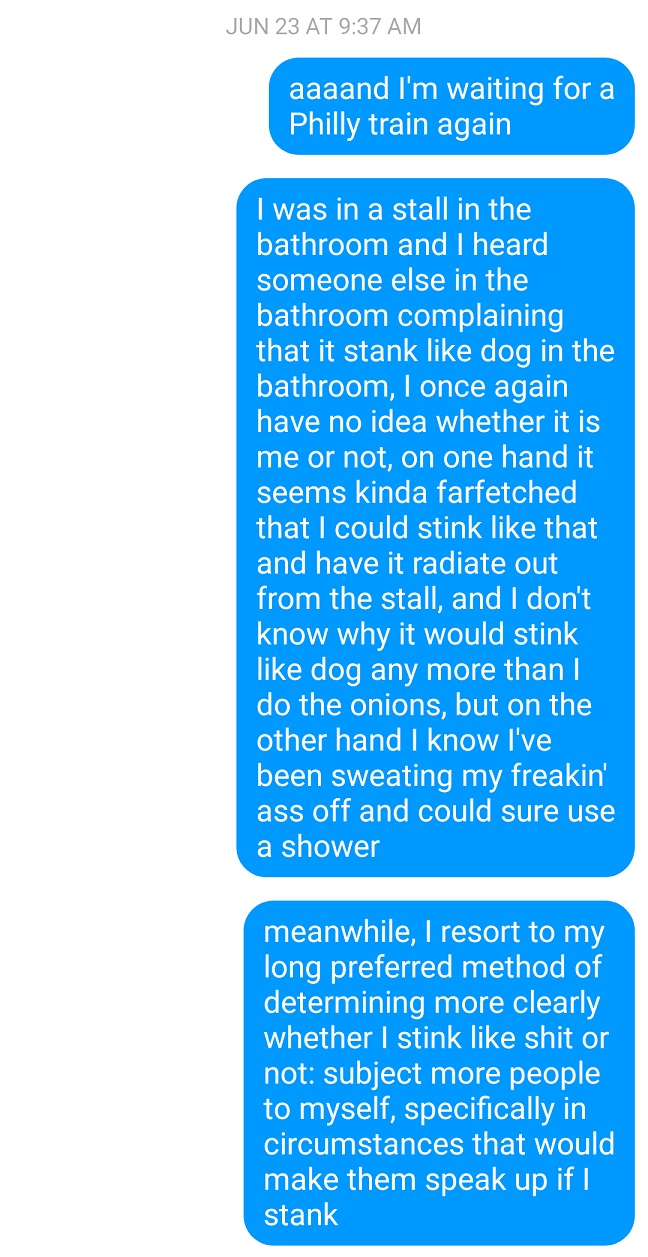 JUN 23 AT 9:37 AM
aaaand I'm waiting for a
Philly train again
I was in a stall in the
bathroom and I heard
someone else in the
bathroom complaining
that it stank like dog in the
bathroom, I once again
have no idea whether it is
me or not, on one hand it
seems kinda farfetched
that I could stink like that
and have it radiate out
from the stall, and I don't
know why it would stink
like dog any more than I
do the onions, but on the
other hand I know I've
been sweating my freakin'
ass off and could sure use
a shower
meanwhile, I resort to my
long preferred method of
determining more clearly
whether I stink like shit or
not: subject more people
to myself, specifically in
circumstances that would
make them speak up if I
stank